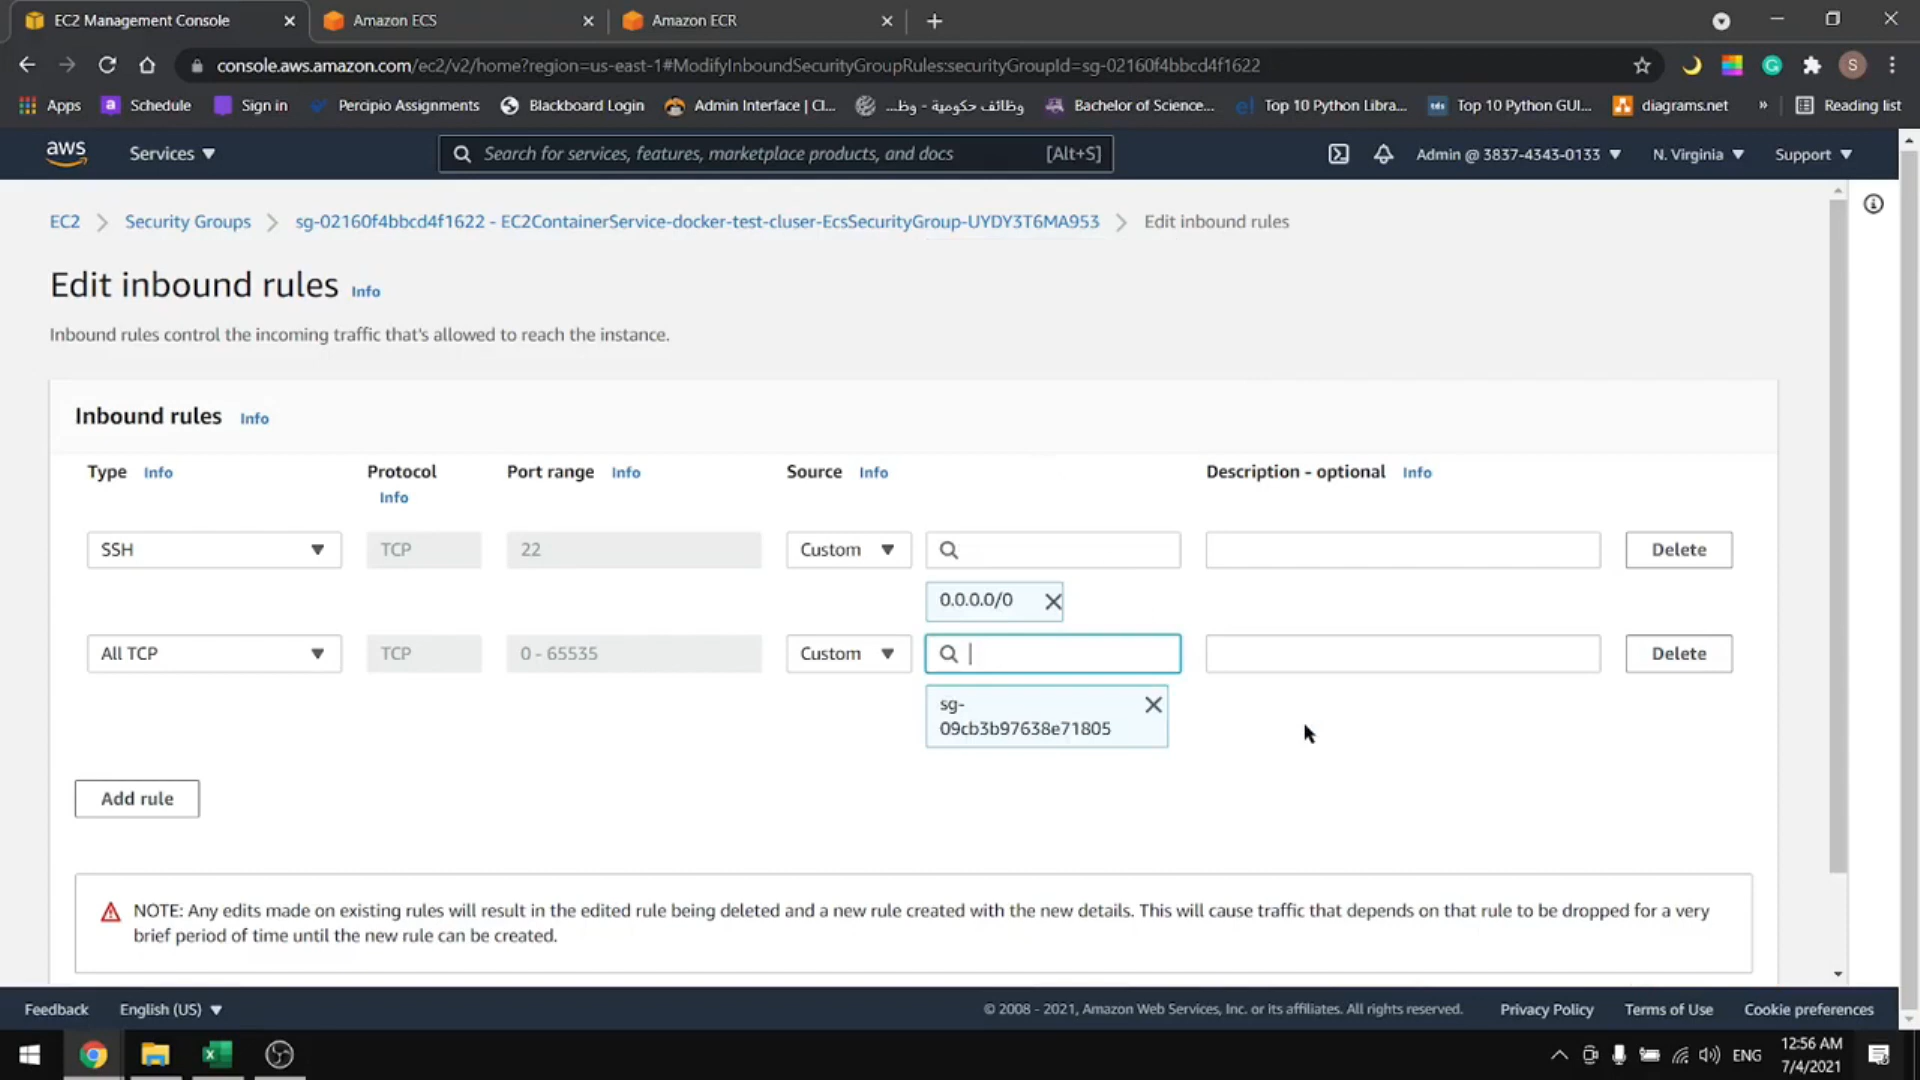 EC2 Management Console
Amazon ECS
Amazon ECR
console.aws.amazon.com/ec2/v2/home?region=us-east-1#ModifyInboundSecurityGroupRules:securityGroupId=sg-02160f4bbcd4f1622
S
Apps
Schedule
Sign in
Percipio Assignments
Blackboard Login
Admin Interface | Cl...
وظائف حكومية - وظ...
Bachelor of Science...
Top 10 Python Libra...
Top 10 Python GUI...
diagrams.net
»
Reading list
aws
Services
Search for services, features, marketplace products, and docs
[Alt+S]
Admin @ 3837-4343-0133
N. Virginia
Support
EC2
Security Groups
sg-02160f4bbcd4f1622 - EC2ContainerService-docker-test-cluser-EcsSecurityGroup-UYDY3T6MA953
Edit inbound rules
Edit inbound rules Info
Inbound rules control the incoming traffic that's allowed to reach the instance.
Inbound rules Info
Type Info
Protocol
Info
Port range Info
Source Info
Description - optional Info
SSH
TCP
22
Custom
Delete
0.0.0.0/0
All TCP
TCP
0 - 65535
Custom
Delete
sg-
09cb3b97638e71805
Add rule
NOTE: Any edits made on existing rules will result in the edited rule being deleted and a new rule created with the new details. This will cause traffic that depends on that rule to be dropped for a very
brief period of time until the new rule can be created.
Feedback
English (US)
© 2008 - 2021, Amazon Web Services, Inc. or its affiliates. All rights reserved.
Privacy Policy
Terms of Use
Cookie preferences
ENG
12:56 AM
7/4/2021